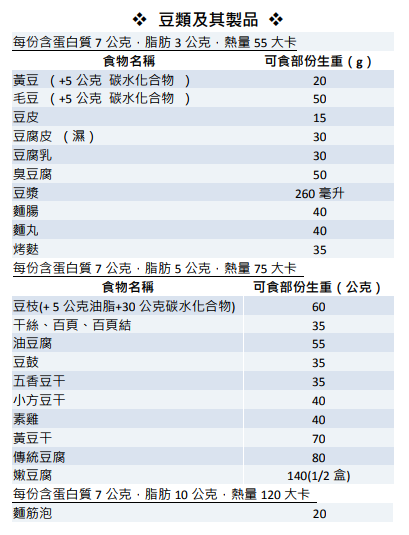 ❖ 豆類及其製品 ❖
每份含蛋白質 7 公克，脂肪 3 公克，熱量 55 大卡
食物名稱 可食部份生重（g）
黃豆 （ +5 公克 碳水化合物 ） 20
毛豆 （ +5 公克 碳水化合物 ） 50
豆皮 15
豆腐皮 （ 濕 ） 30
豆腐乳 30
臭豆腐 50
豆漿 260 毫升
麵腸 40
麵丸 40
烤麩 35
每份含蛋白質 7 公克，脂肪 5 公克，熱量 75 大卡
食物名稱 可食部份生重（公克）
豆枝(+ 5 公克油脂+30 公克碳水化合物) 60
干絲、百頁、百頁結 35
油豆腐 55
豆鼓 35
五香豆干 35
小方豆干 40
素雞 40
黃豆干 70
傳統豆腐 80
嫩豆腐 140(1/2 盒)
每份含蛋白質 7 公克，脂肪 10 公克，熱量 120 大卡
麵筋泡 20